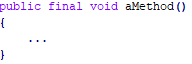 public final void aMethod()
{
    ...
}